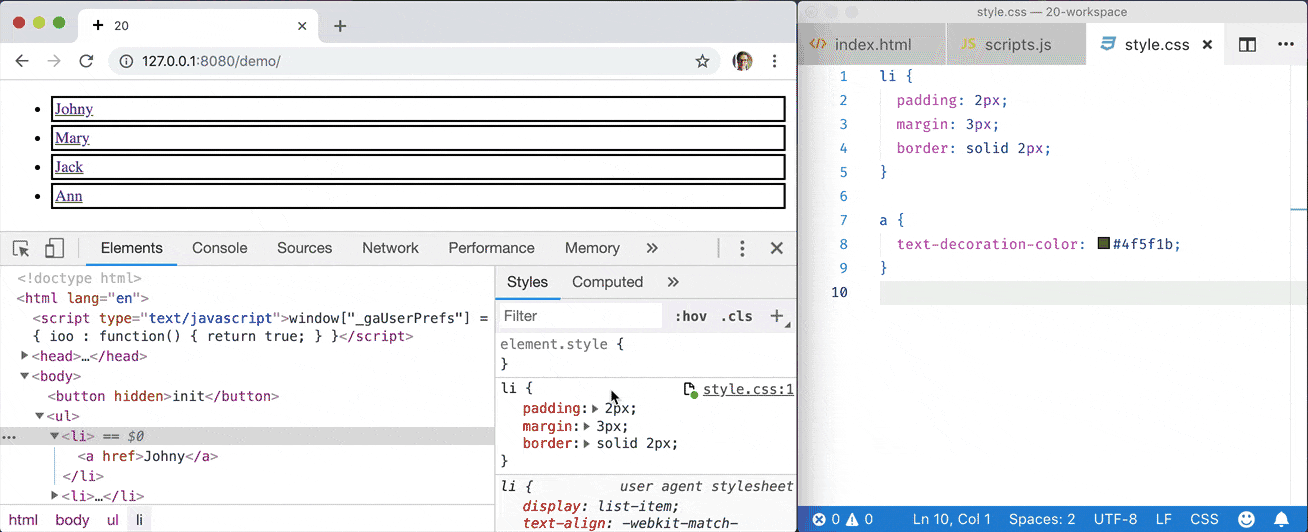 20
127.0.0.1:8080/demo/
Johny
Mary
Jack
Ann
Elements Console Sources Network Performance Memory
<!doctype html>
<html lang="en">
<script type="text/javascript">window["_gaUserPrefs"] =
{ ioo : function() { return true; } }</script>
<head>…</head>
<body>
<button hidden>init</button>
<ul>
<li> == $0
<a href>Johny</a>
</li>
<li>…</li>
html body ul li
Styles Computed
Filter :hov .cls
element.style {
}
li { style.css:1
padding: 2px;
margin: 3px;
border: solid 2px;
}
li { user agent stylesheet
display: list-item;
text-align: -webkit-match-
style.css — 20-workspace
index.html scripts.js style.css
1 li {
2 padding: 2px;
3 margin: 3px;
4 border: solid 2px;
5 }
6
7 a {
8 text-decoration-color: #4f5f1b;
9 }
10
0 0 Ln 10, Col 1 Spaces: 2 UTF-8 LF CSS